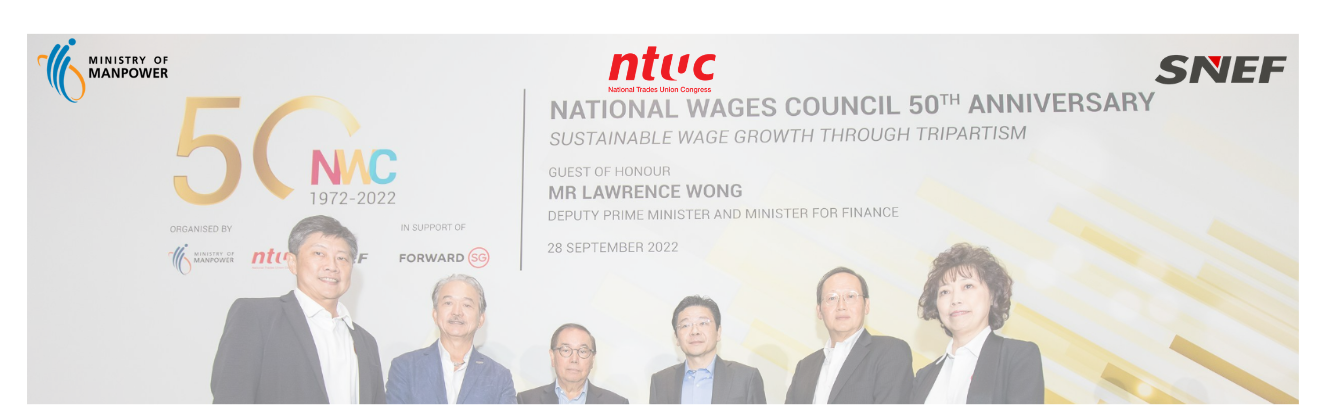 MINISTRY OF
MANPOWER
ntuc
National Trades Union Congress
SNEF
50
NWC
1972-2022
ORGANISED BY
MINISTRY OF
MANPOWER
ntu
EF
IN SUPPORT OF
FORWARD SG
NATIONAL WAGES COUNCIL 50TH ANNIVERSARY
SUSTAINABLE WAGE GROWTH THROUGH TRIPARTISM
GUEST OF HONOUR
MR LAWRENCE WONG
DEPUTY PRIME MINISTER AND MINISTER FOR FINANCE
28 SEPTEMBER 2022